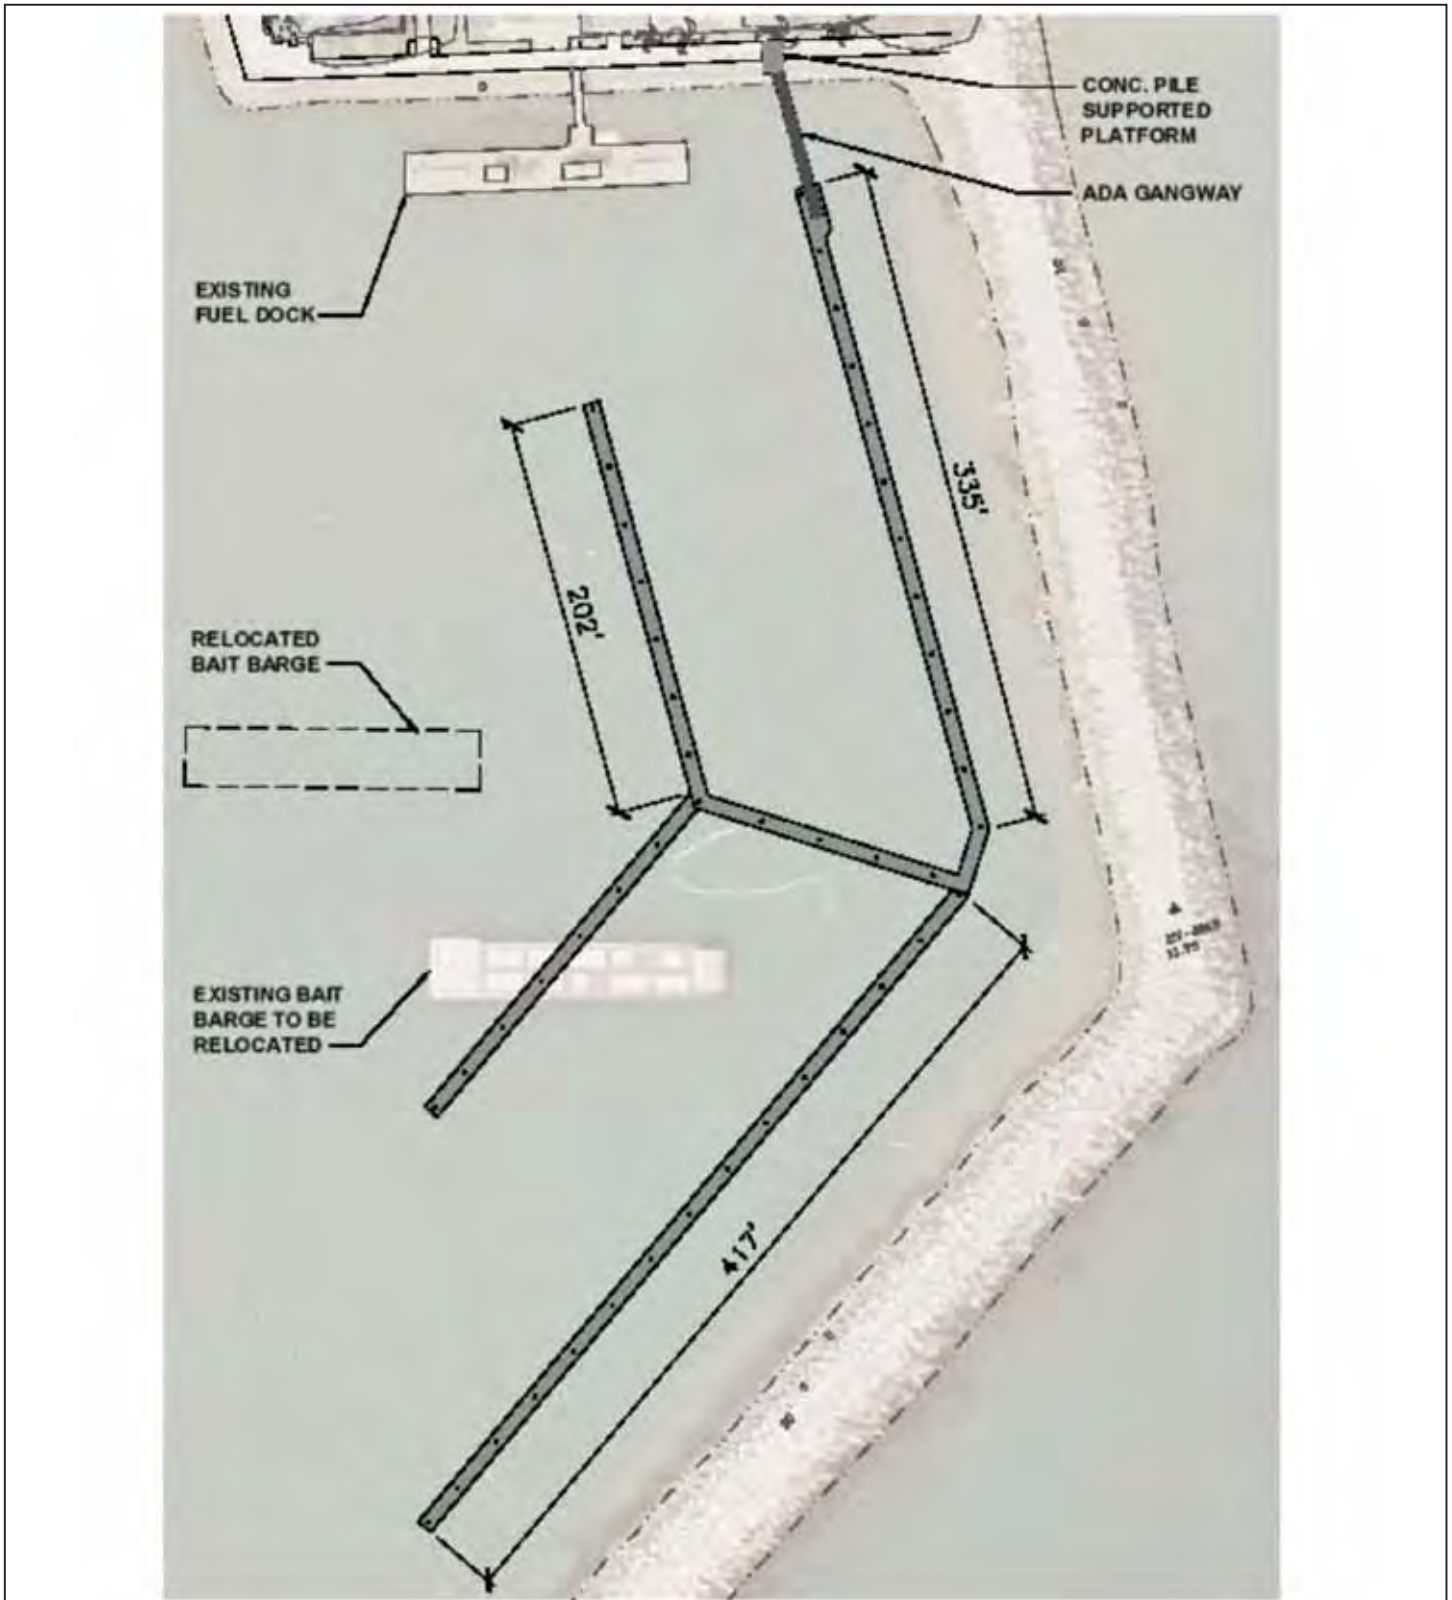 CONC. PILE
SUPPORTED
PLATFORM
ADA GANGWAY
EXISTING
FUEL DOCK
335'
202'
RELOCATED
BAIT BARGE
EXISTING BAIT
BARGE TO BE
RELOCATED
417'